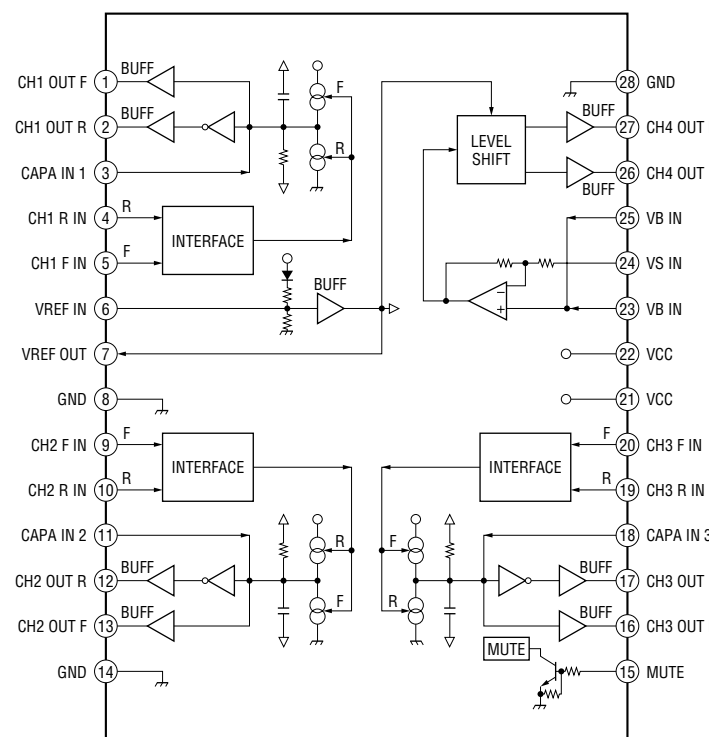 CH1 OUT F 1 BUFF
CH1 OUT R 2 BUFF
CAPA IN 1 3
CH1 R IN 4 R
CH1 F IN 5 F
INTERFACE
F
R
VREF IN 6
BUFF
VREF OUT 7
GND 8
CH2 F IN 9 F
CH2 R IN 10 R
INTERFACE
CAPA IN 2 11
CH2 OUT R 12 BUFF
CH2 OUT F 13 BUFF
R
F
GND 14
28 GND
BUFF 27 CH4 OUT
26 CH4 OUT
BUFF
LEVEL
SHIFT
25 VB IN
24 VS IN
23 VB IN
−
+
22 VCC
21 VCC
F 20 CH3 F IN
R 19 CH3 R IN
INTERFACE
18 CAPA IN 3
F
R
BUFF 17 CH3 OUT
BUFF 16 CH3 OUT
MUTE
15 MUTE